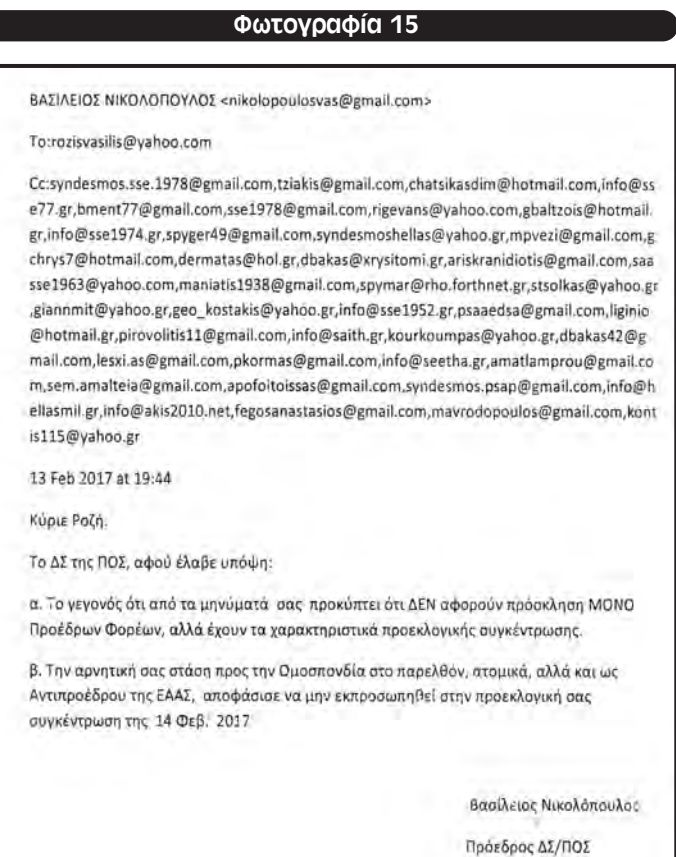 Φωτογραφία 15
ΒΑΣΙΛΕΙΟΣ ΝΙΚΟΛΟΠΟΥΛΟΣ <nikolopoulosvas@gmail.com>
To:rozisvasilis@yahoo.com
Cc:syndesmos.sse.1978@gmail.com,tziakis@gmail.com,chatsikasdim@hotmail.com,info@ss
e77.gr,bment77@gmail.com,sse1978@gmail.com,rigevans@yahoo.com,gbaltzois@hotmail.
gr,info@sse1974.gr,spyger49@gmail.com,syndesmoshellas@yahoo.gr,mpvezi@gmail.com,g
chrys7@hotmail.com,dermatas@hol.gr,dbakas@xrysitomi.gr,ariskranidiotis@gmail.com,saa
sse1963@yahoo.com,maniatis1938@gmail.com,spymar@rho.forthnet.gr,stsolkas@yahoo.gr
,giannmit@yahoo.gr,geo_kostakis@yahoo.gr,info@sse1952.gr,psaaedsa@gmail.com,liginio
@hotmail.gr,pirovolitis11@gmail.com,info@saith.gr,kourkoumpas@yahoo.gr,dbakas42@g
mail.com,lesxi.as@gmail.com,pkormas@gmail.com,info@seetha.gr,amatlamprou@gmail.co
m,sem.amalteia@gmail.com,apofoitoissas@gmail.com,syndesmos.psap@gmail.com,info@h
ellasmil.gr,info@akis2010.net,fegosanastasios@gmail.com,mavrodopoulos@gmail.com,kont
is115@yahoo.gr
13 Feb 2017 at 19:44
Κύριε Ροζή.
Το ΔΣ της ΠΟΣ, αφού έλαβε υπόψη:
α. Το γεγονός ότι από τα μηνύματά σας προκύπτει ότι ΔΕΝ αφορούν πρόσκληση ΜΟΝΟ
Προέδρων Φορέων, αλλά έχουν τα χαρακτηριστικά προεκλογικής συγκέντρωσης.
β. Την αρνητική σας στάση προς την Ομοσπονδία στο παρελθόν, ατομικά, αλλά και ως
Αντιπροέδρου της ΕΑΑΣ, αποφάσισε να μην εκπροσωπηθεί στην προεκλογική σας
συγκέντρωση της 14 Φεβ. 2017
Βασίλειος Νικολόπουλος
Πρόεδρος ΔΣ/ΠΟΣ